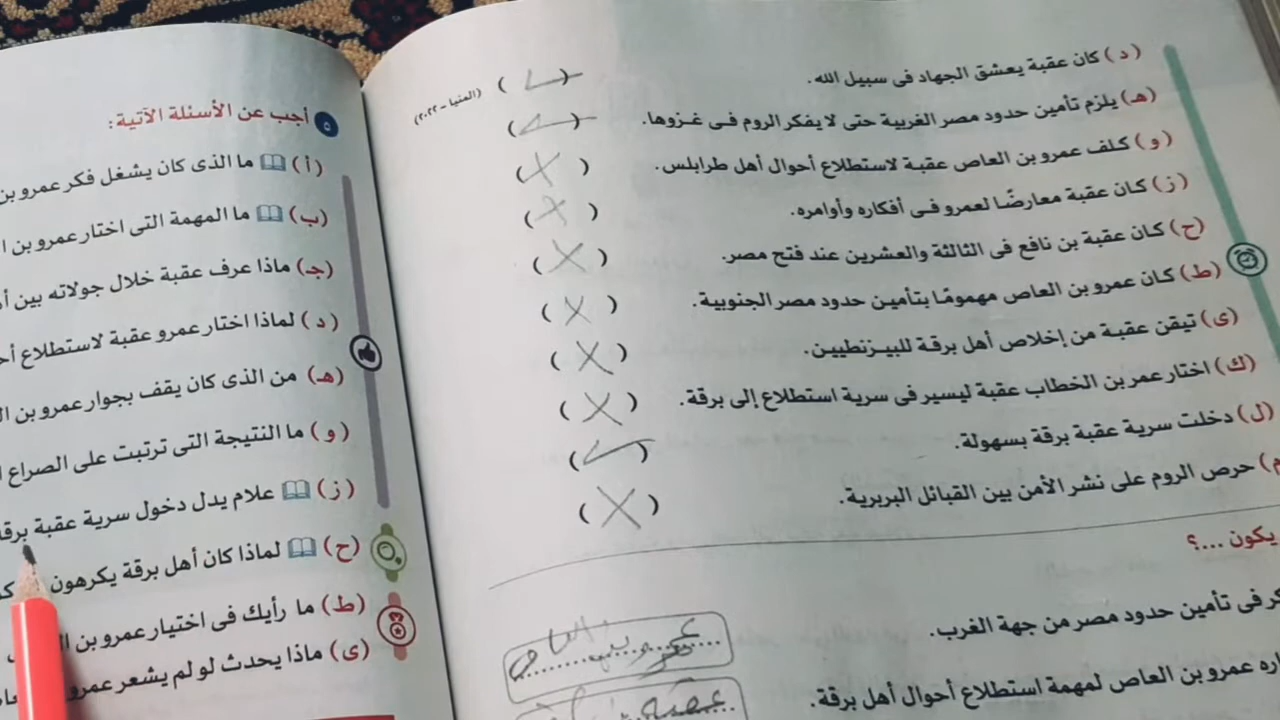 (د) كان عقبة يعشق الجهاد فى سبيل الله. (✓) (المنيا - ٢٠٢٢)
(هـ) يلزم تأمين حدود مصر الغربية حتى لا يفكر الروم فى غزوها. (✓)
(و) كلف عمرو بن العاص عقبة لاستطلاع أحوال أهل طرابلس. (✗)
(ز) كان عقبة معارضًا لعمرو فى أفكاره وأوامره. (✗)
(ح) كان عقبة بن نافع فى الثالثة والعشرين عند فتح مصر. (✗)
(ط) كان عمرو بن العاص مهمومًا بتأمين حدود مصر الجنوبية. (✗)
(ى) تيقن عقبة من إخلاص أهل برقة للبيزنطيين. (✗)
(ك) اختار عمر بن الخطاب عقبة ليسير فى سرية استطلاع إلى برقة. (✗)
(ل) دخلت سرية عقبة برقة بسهولة. (✓)
م) حرص الروم على نشر الأمن بين القبائل البربرية. (✗)
يكون ...؟
فى تأمين حدود مصر من جهة الغرب.
عمرو بن العاص لمهمة استطلاع أحوال أهل برقة. عقبة
٥ أجب عن الأسئلة الآتية:
(أ) ما الذى كان يشغل فكر عمرو بن
(ب) ما المهمة التى اختار عمرو بن
(جـ) ماذا عرف عقبة خلال جولاته بين
(د) لماذا اختار عمرو عقبة لاستطلاع
(هـ) من الذى كان يقف بجوار عمرو بن
(و) ما النتيجة التى ترتبت على الصراع
(ز) علام يدل دخول سرية عقبة برقة
(ح) لماذا كان أهل برقة يكرهون
(ط) ما رأيك فى اختيار عمرو بن
(ى) ماذا يحدث لو لم يشعر عمرو